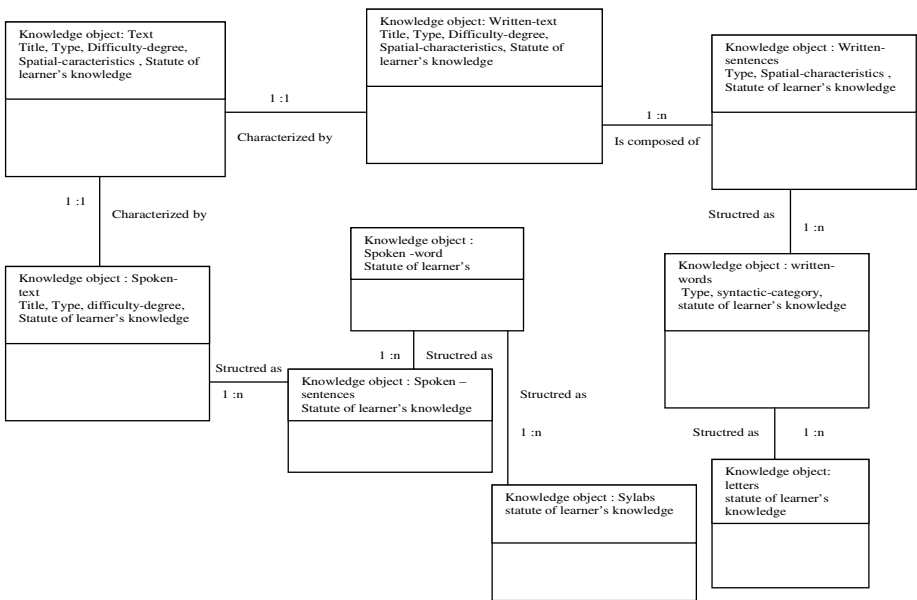 Knowledge object: Text
Title, Type, Difficulty-degree,
Spatial-caracteristics , Statute of
learner's knowledge
1 :1
Characterized by
Knowledge object: Written-text
Title, Type, Difficulty-degree,
Spatial-characteristics, Statute of
learner's knowledge
1 :n
Is composed of
Knowledge object : Written-
sentences
Type, Spatial-characteristics ,
Statute of learner's knowledge
1 :1
Characterized by
Structred as
1 :n
Knowledge object :
Spoken -word
Statute of learner's
Knowledge object : written-
words
Type, syntactic-category,
statute of learner's knowledge
Knowledge object : Spoken-
text
Title, Type, difficulty-degree,
Statute of learner's knowledge
Structred as
1 :n
1 :n
Structred as
Knowledge object : Spoken –
sentences
Statute of learner's knowledge
Structred as
1 :n
Structred as
1 :n
Knowledge object: 
letters
statute of learner's
knowledge
Knowledge object : Sylabs
statute of learner's knowledge